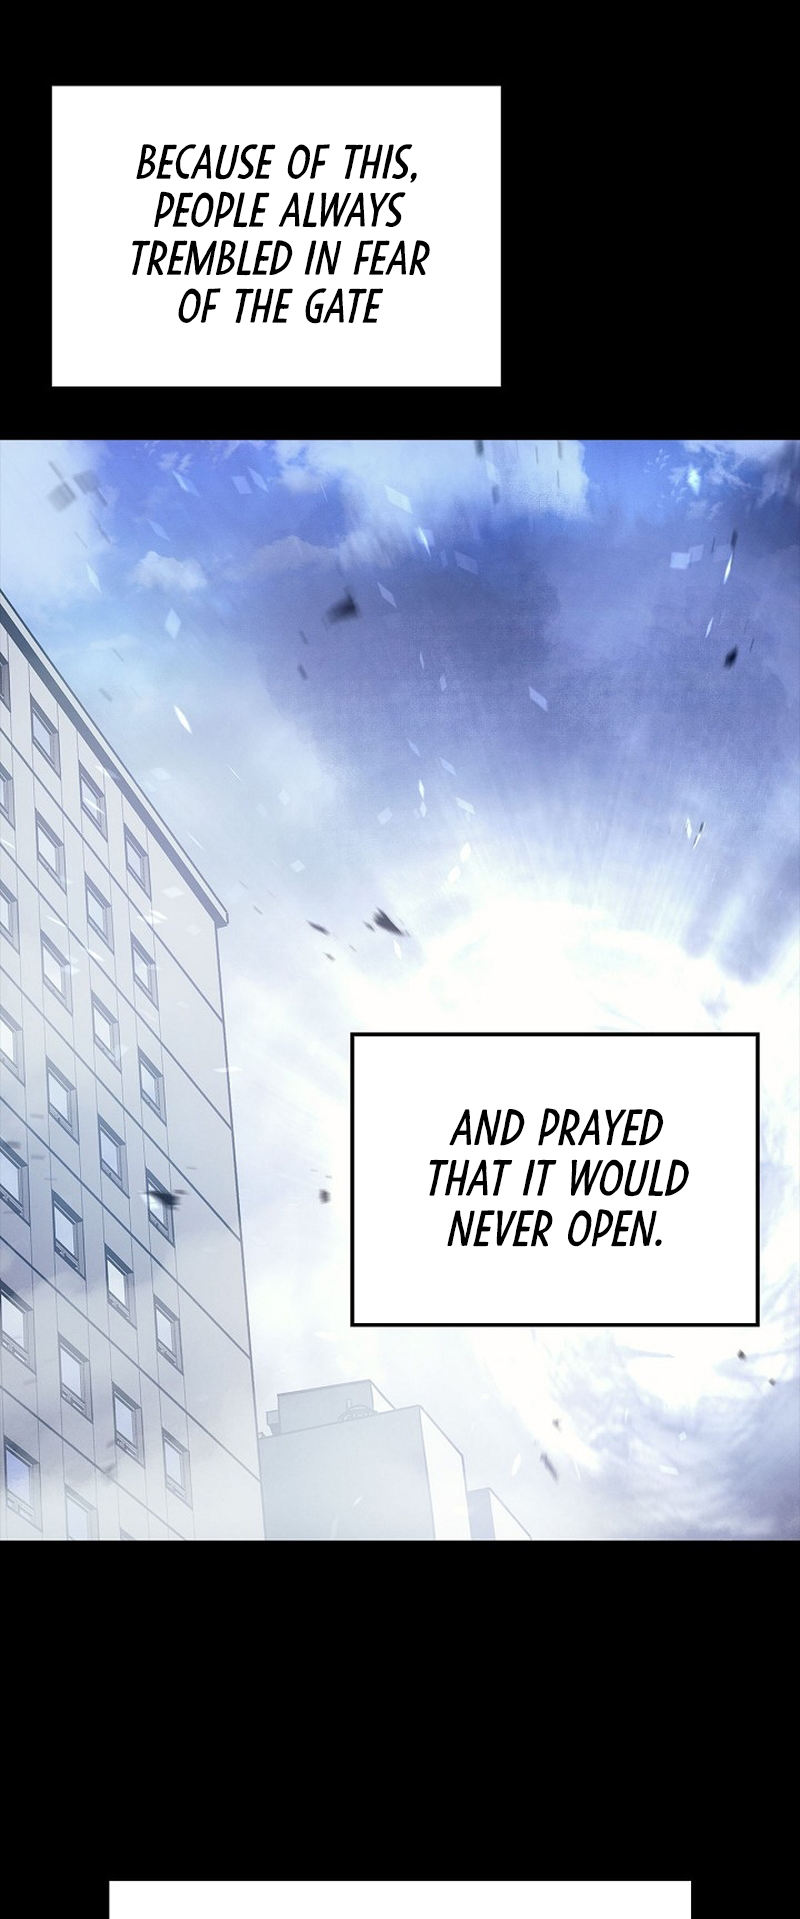 BECAUSE OF THIS,
PEOPLE ALWAYS
TREMBLED IN FEAR
OF THE GATE
AND PRAYED
THAT IT WOULD
NEVER OPEN.